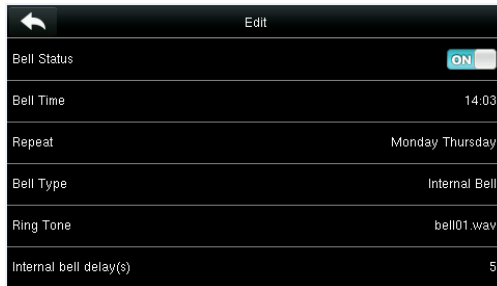 Edit
Bell Status ON
Bell Time 14:03
Repeat Monday Thursday
Bell Type Internal Bell
Ring Tone bell01.wav
Internal bell delay(s) 5